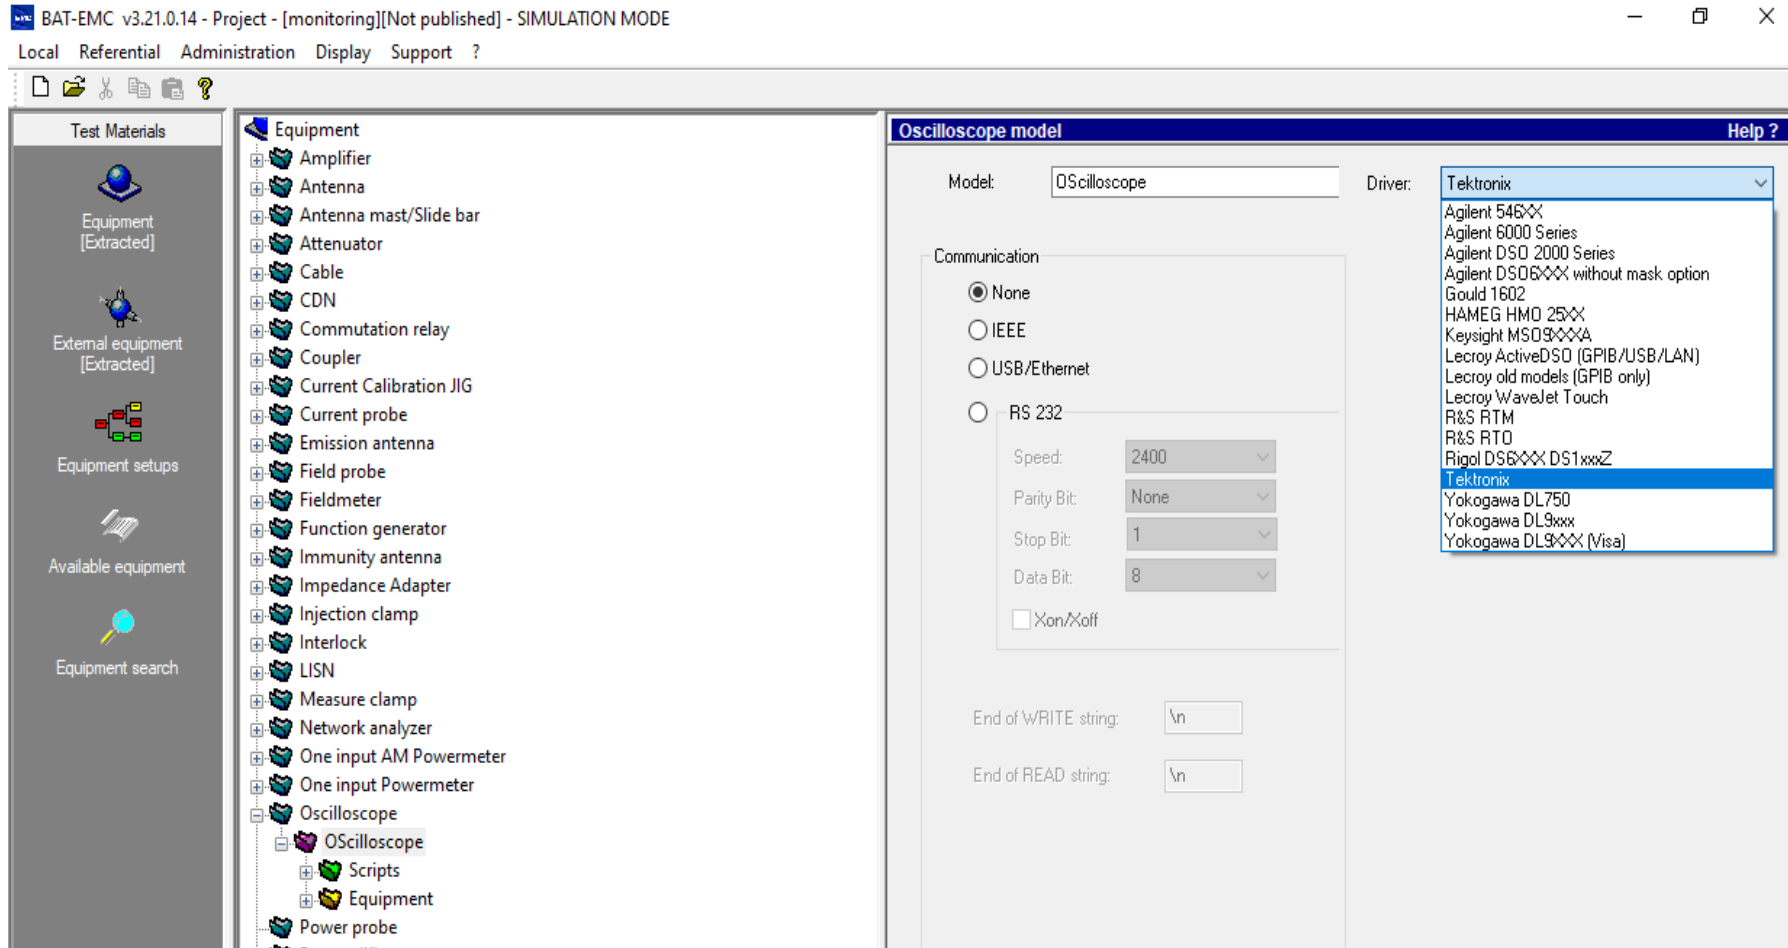 BAT-EMC v3.21.0.14 - Project - [monitoring][Not published] - SIMULATION MODE
Local Referential Administration Display Support ?
Test Materials
Equipment
[Extracted]
External equipment
[Extracted]
Equipment setups
Available equipment
Equipment search
Equipment
Amplifier
Antenna
Antenna mast/Slide bar
Attenuator
Cable
CDN
Commutation relay
Coupler
Current Calibration JIG
Current probe
Emission antenna
Field probe
Fieldmeter
Function generator
Immunity antenna
Impedance Adapter
Injection clamp
Interlock
LISN
Measure clamp
Network analyzer
One input AM Powermeter
One input Powermeter
Oscilloscope
OScilloscope
Scripts
Equipment
Power probe
Oscilloscope model Help ?
Model: OScilloscope Driver: Tektronix
Agilent 546XX
Agilent 6000 Series
Agilent DSO 2000 Series
Agilent DSO6XXX without mask option
Gould 1602
HAMEG HMO 25XX
Keysight MSO9XXXA
Lecroy ActiveDSO (GPIB/USB/LAN)
Lecroy old models (GPIB only)
Lecroy WaveJet Touch
R&S RTM
R&S RTO
Rigol DS6XXX DS1xxxZ
Tektronix
Yokogawa DL750
Yokogawa DL9xxx
Yokogawa DL9XXX (Visa)
Communication
None
IEEE
USB/Ethernet
RS 232
Speed: 2400
Parity Bit: None
Stop Bit: 1
Data Bit: 8
Xon/Xoff
End of WRITE string: \n
End of READ string: \n